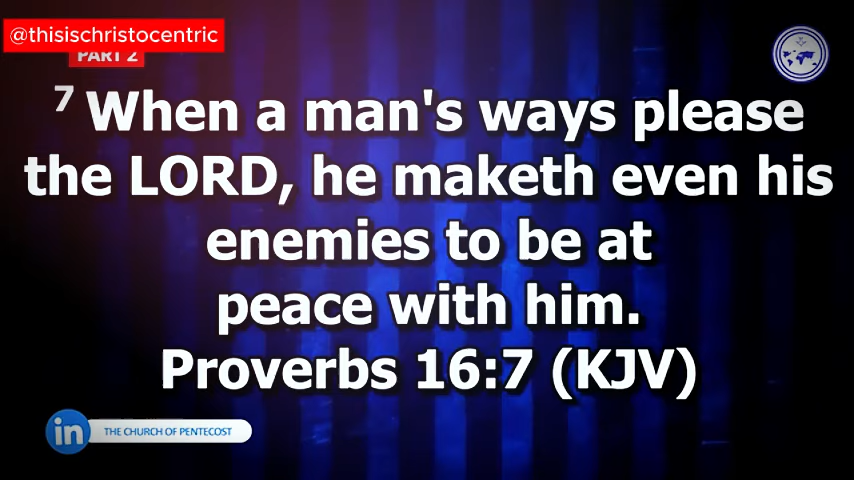 @thisischristocentric
PART 2
7 When a man's ways please
the LORD, he maketh even his
enemies to be at
peace with him.
Proverbs 16:7 (KJV)
in THE CHURCH OF PENTECOST